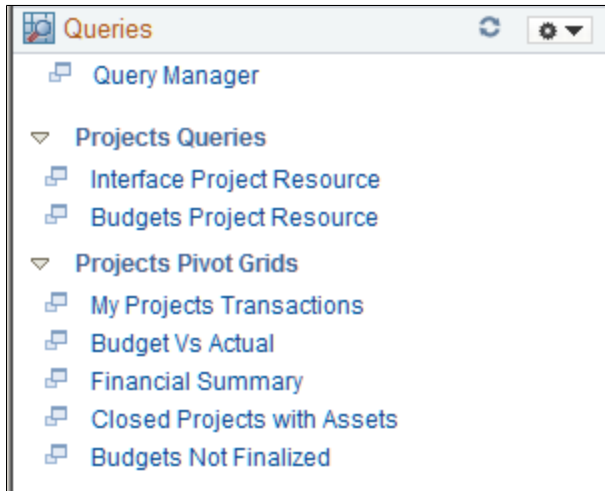 Queries
Query Manager
Projects Queries
Interface Project Resource
Budgets Project Resource
Projects Pivot Grids
My Projects Transactions
Budget Vs Actual
Financial Summary
Closed Projects with Assets
Budgets Not Finalized